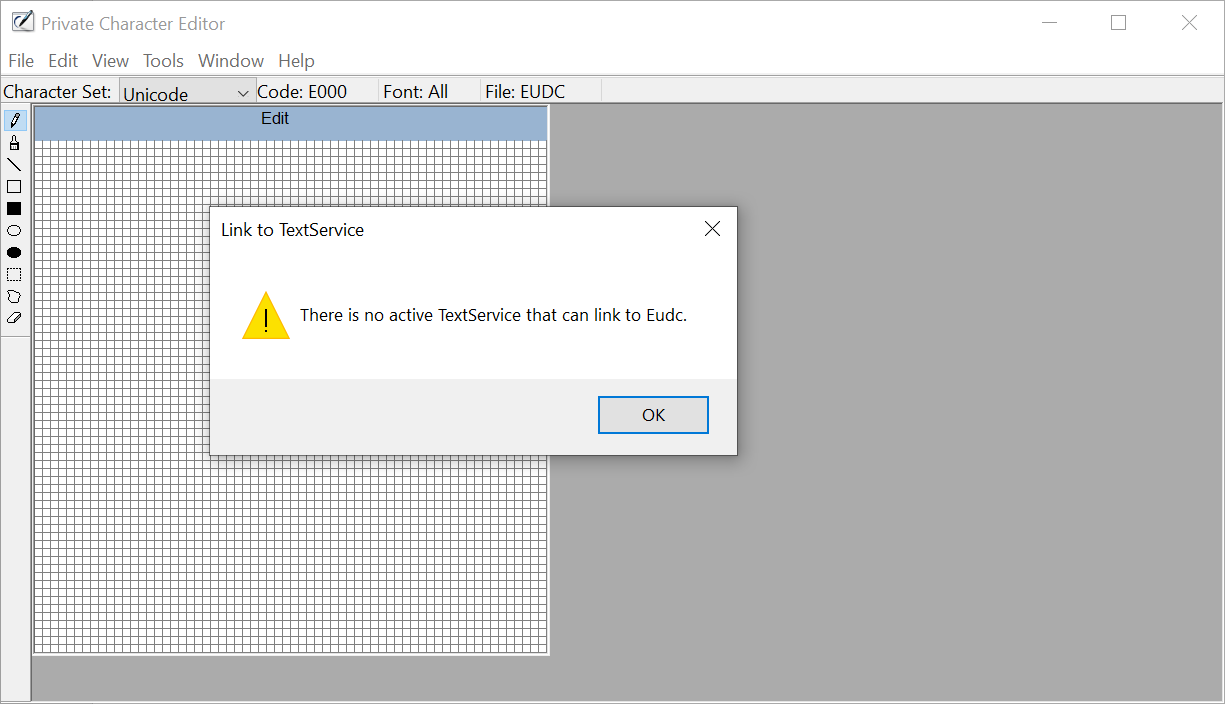 Private Character Editor
File Edit View Tools Window Help
Character Set: Unicode Code: E000 Font: All File: EUDC
Edit
Link to TextService
There is no active TextService that can link to Eudc.
OK